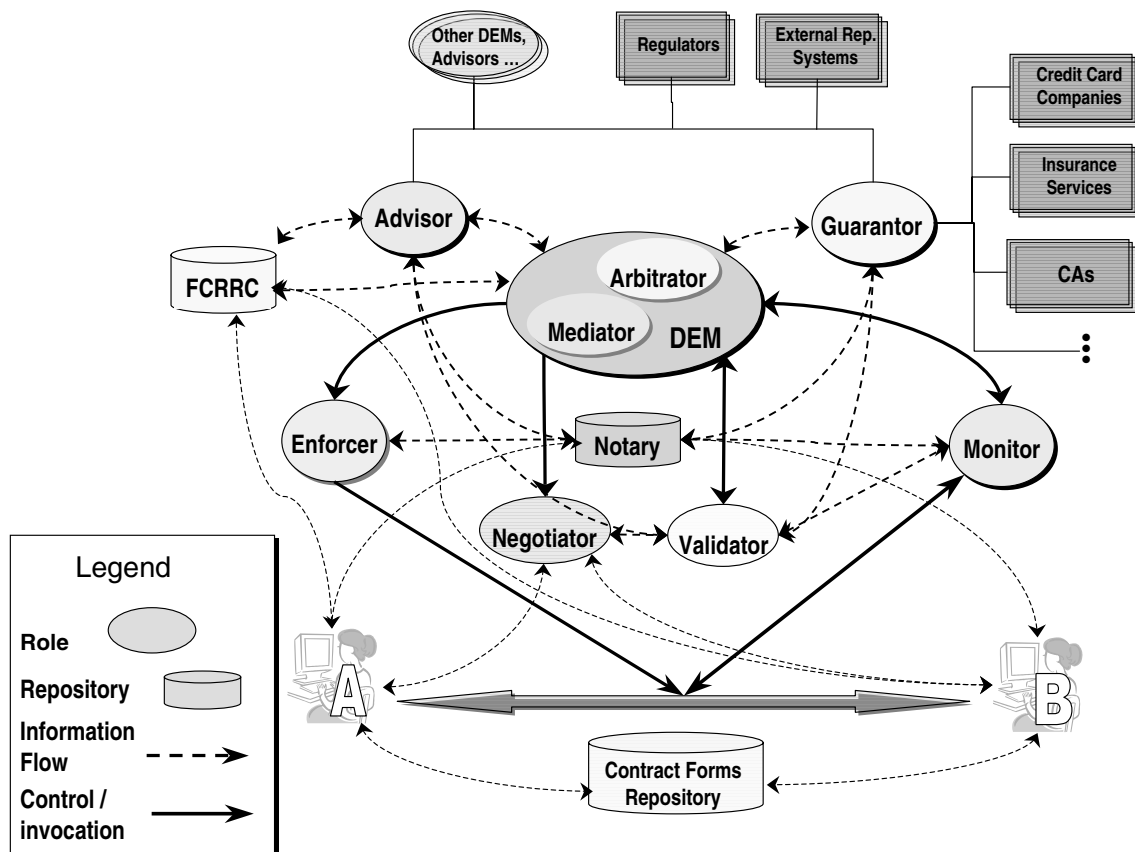 Other DEMs,
Advisors ...
Regulators
External Rep.
Systems
Credit Card
Companies
Insurance
Services
CAs
Advisor
Guarantor
FCRRC
Arbitrator
Mediator
DEM
Enforcer
Notary
Monitor
Negotiator
Validator
Legend
Role
Repository
Information
Flow
Control /
invocation
A
B
Contract Forms
Repository